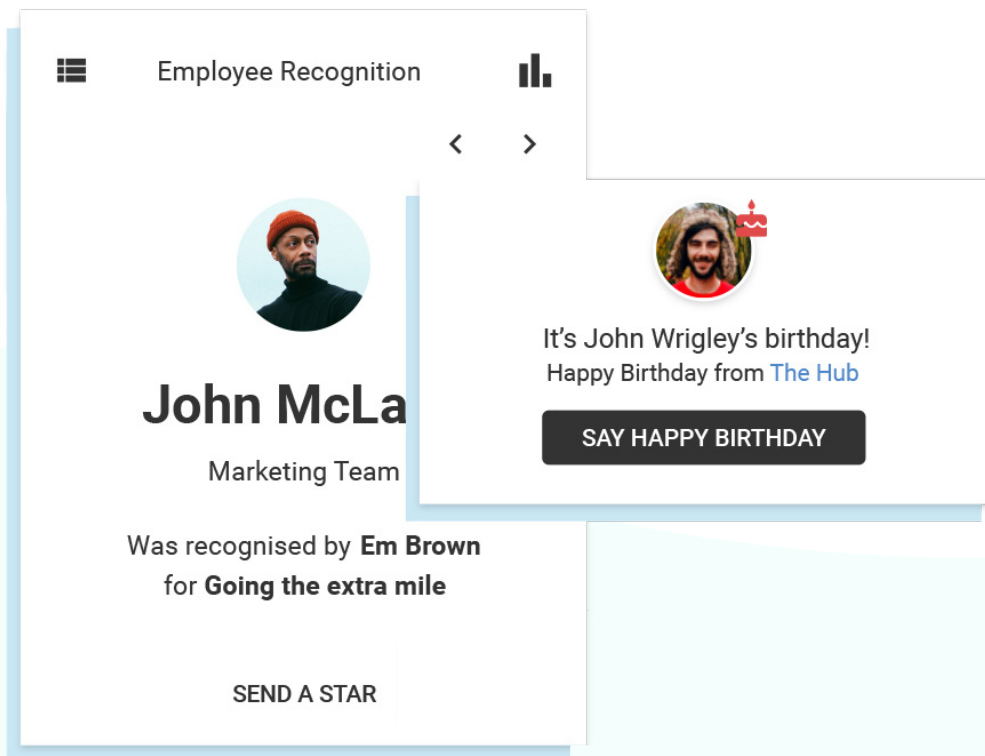 Employee Recognition
John McLa
Marketing Team
Was recognised by Em Brown
for Going the extra mile
SEND A STAR
It’s John Wrigley’s birthday!
Happy Birthday from The Hub
SAY HAPPY BIRTHDAY